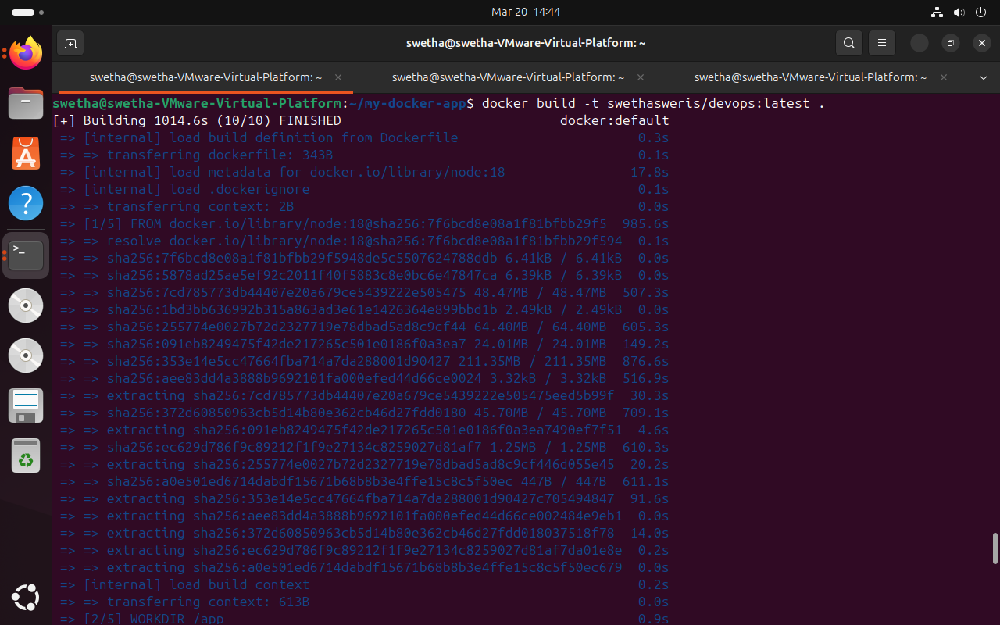 Mar 20 14:44
swetha@swetha-VMware-Virtual-Platform: ~
swetha@swetha-VMware-Virtual-Platform: ~ swetha@swetha-VMware-Virtual-Platform: ~ swetha@swetha-VMware-Virtual-Platform: ~
swetha@swetha-VMware-Virtual-Platform:~/my-docker-app$ docker build -t swethasweris/devops:latest .
[+] Building 1014.6s (10/10) FINISHED docker:default
=> [internal] load build definition from Dockerfile 0.3s
=> => transferring dockerfile: 343B 0.1s
=> [internal] load metadata for docker.io/library/node:18 17.8s
=> [internal] load .dockerignore 0.1s
=> => transferring context: 2B 0.0s
=> [1/5] FROM docker.io/library/node:18@sha256:7f6bcd8e08a1f81bfbb29f5 985.6s
=> => resolve docker.io/library/node:18@sha256:7f6bcd8e08a1f81bfbb29f594 0.1s
=> => sha256:7f6bcd8e08a1f81bfbb29f5948de5c5507624788ddb 6.41kB / 6.41kB 0.0s
=> => sha256:5878ad25ae5ef92c2011f40f5883c8e0bc6e47847ca 6.39kB / 6.39kB 0.0s
=> => sha256:7cd785773db44407e20a679ce5439222e505475 48.47MB / 48.47MB 507.3s
=> => sha256:1bd3bb636992b315a863ad3e61e1426364e899bbd1b 2.49kB / 2.49kB 0.0s
=> => sha256:255774e0027b72d2327719e78dbad5ad8c9cf44 64.40MB / 64.40MB 605.3s
=> => sha256:091eb8249475f42de217265c501e0186f0a3ea7 24.01MB / 24.01MB 149.2s
=> => sha256:353e14e5cc47664fba714a7da288001d90427 211.35MB / 211.35MB 876.6s
=> => sha256:aee83dd4a3888b9692101fa000efed44d66ce0024 3.32kB / 3.32kB 516.9s
=> => extracting sha256:7cd785773db44407e20a679ce5439222e505475eed5b99f 30.3s
=> => sha256:372d60850963cb5d14b80e362cb46d27fdd0180 45.70MB / 45.70MB 709.1s
=> => extracting sha256:091eb8249475f42de217265c501e0186f0a3ea7490ef7f51 4.6s
=> => sha256:ec629d786f9c89212f1f9e27134c8259027d81af7 1.25MB / 1.25MB 610.3s
=> => extracting sha256:255774e0027b72d2327719e78dbad5ad8c9cf446d055e45 20.2s
=> => sha256:a0e501ed6714dabdf15671b68b8b3e4ffe15c8c5f50ec 447B / 447B 611.1s
=> => extracting sha256:353e14e5cc47664fba714a7da288001d90427c705494847 91.6s
=> => extracting sha256:aee83dd4a3888b9692101fa000efed44d66ce002484e9eb1 0.0s
=> => extracting sha256:372d60850963cb5d14b80e362cb46d27fdd018037518f78 14.0s
=> => extracting sha256:ec629d786f9c89212f1f9e27134c8259027d81af7da01e8e 0.2s
=> => extracting sha256:a0e501ed6714dabdf15671b68b8b3e4ffe15c8c5f50ec679 0.0s
=> [internal] load build context 0.2s
=> => transferring context: 613B 0.0s
=> [2/5] WORKDIR /app 0.9s